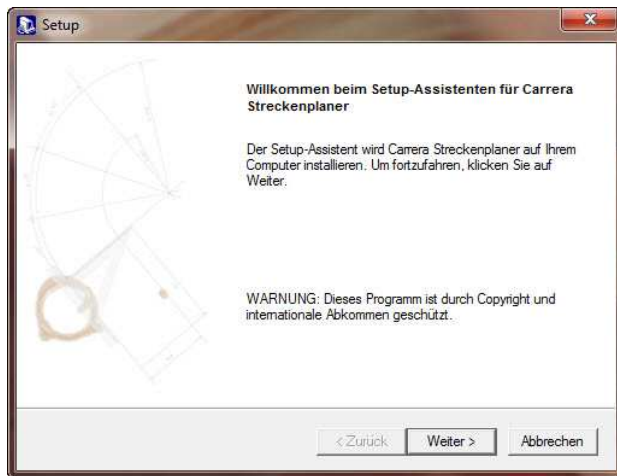 Setup
Willkommen beim Setup-Assistenten für Carrera
Streckenplaner
Der Setup-Assistent wird Carrera Streckenplaner auf Ihrem
Computer installieren. Um fortzufahren, klicken Sie auf
Weiter.
WARNUNG: Dieses Programm ist durch Copyright und
internationale Abkommen geschützt.
< Zurück Weiter > Abbrechen